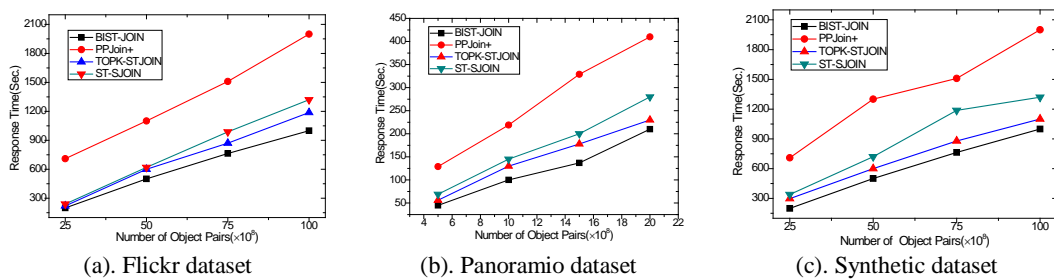 2100
1800
1500
1200
900
600
300
Response Time(Sec.)
BIST-JOIN
PPJoin+
TOPK-STJOIN
ST-SJOIN
25 50 75 100
Number of Object Pairs(×10⁸)
(a). Flickr dataset
450
400
350
300
250
200
150
100
50
Response Time(Sec.)
BIST-JOIN
PPJoin+
TOPK-STJOIN
ST-SJOIN
4 6 8 10 12 14 16 18 20 22
Number of Object Pairs(×10⁸)
(b). Panoramio dataset
2100
1800
1500
1200
900
600
300
Response Time(Sec.)
BIST-JOIN
PPJoin+
TOPK-STJOIN
ST-SJOIN
25 50 75 100
Number of Object Pairs(×10⁸)
(c). Synthetic dataset